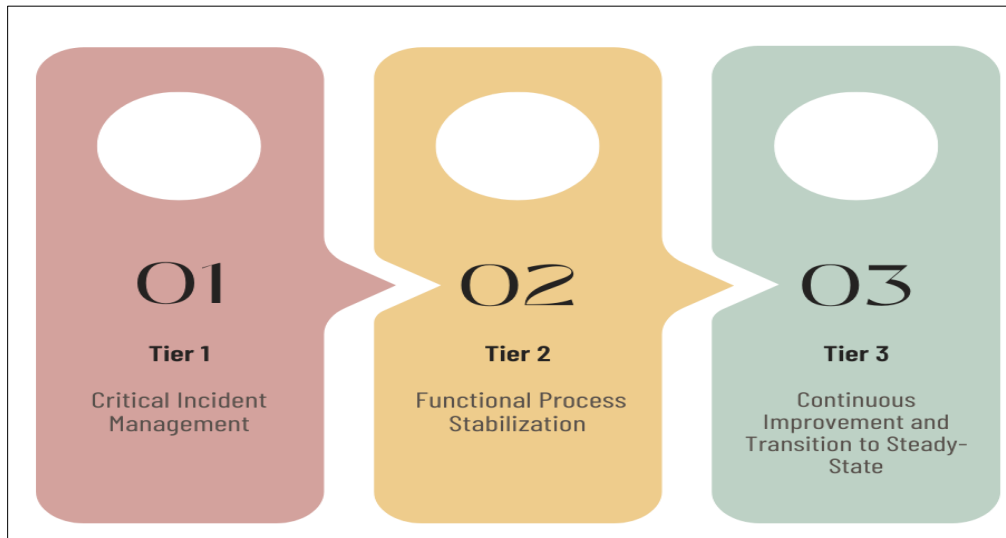 01
Tier 1
Critical Incident
Management
02
Tier 2
Functional Process
Stabilization
03
Tier 3
Continuous
Improvement and
Transition to Steady-
State